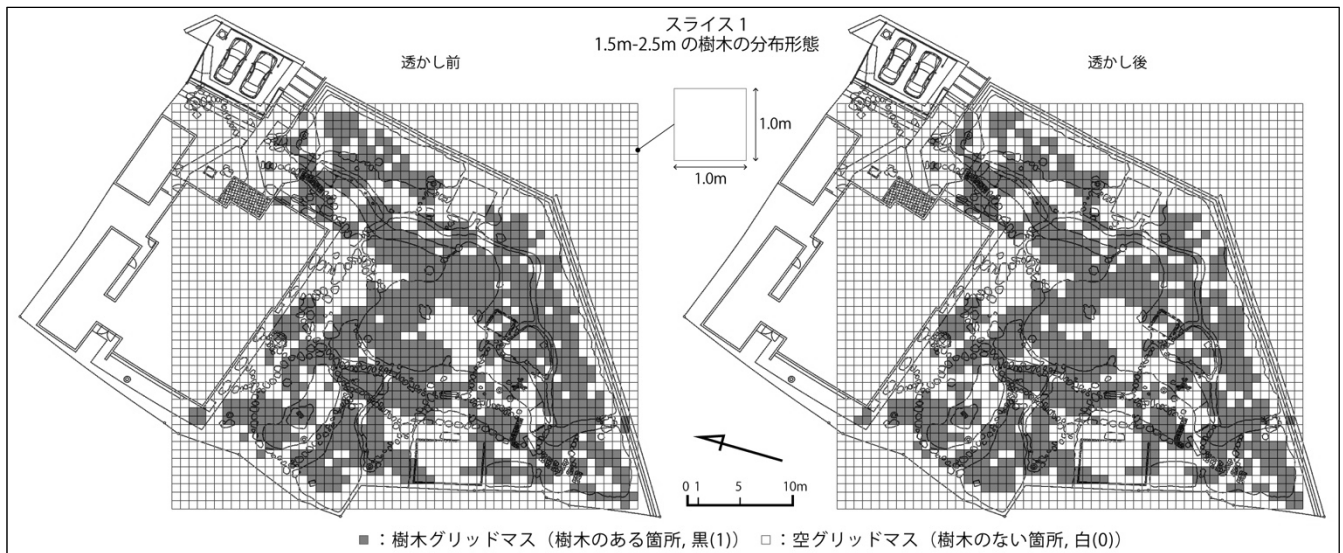 スライス 1
1.5m-2.5m の樹木の分布形態
透かし前
透かし後
1.0m
1.0m
0 1 5 10m
■ ：樹木グリッドマス（樹木のある箇所, 黒(1)） □ ：空グリッドマス（樹木のない箇所, 白(0)）